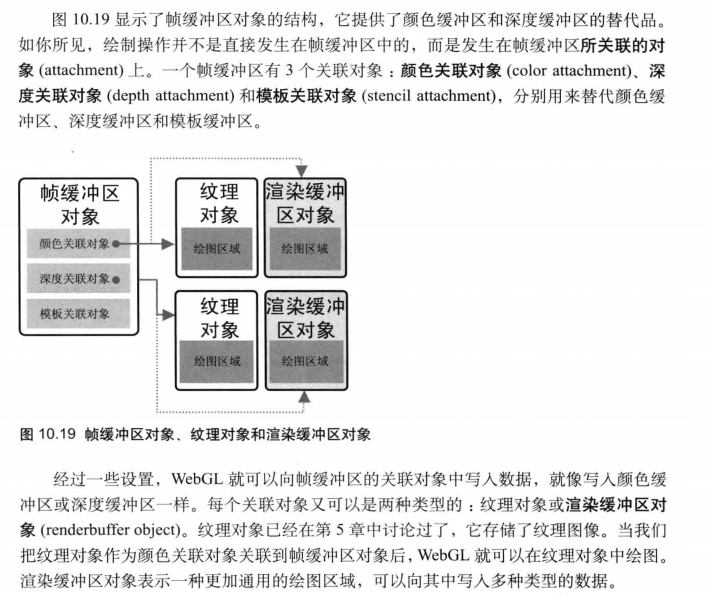 图 10.19 显示了帧缓冲区对象的结构，它提供了颜色缓冲区和深度缓冲区的替代品。
如你所见，绘制操作并不是直接发生在帧缓冲区中的，而是发生在帧缓冲区所关联的对
象 (attachment) 上。一个帧缓冲区有 3 个关联对象：颜色关联对象 (color attachment)、深
度关联对象 (depth attachment) 和模板关联对象 (stencil attachment)，分别用来替代颜色缓
冲区、深度缓冲区和模板缓冲区。
帧缓冲区
对象
颜色关联对象
深度关联对象
模板关联对象
纹理
对象
绘图区域
渲染缓冲
区对象
绘图区域
纹理
对象
绘图区域
渲染缓冲
区对象
绘图区域
图 10.19 帧缓冲区对象、纹理对象和渲染缓冲区对象
经过一些设置，WebGL 就可以向帧缓冲区的关联对象中写入数据，就像写入颜色缓
冲区或深度缓冲区一样。每个关联对象又可以是两种类型的：纹理对象或渲染缓冲区对
象 (renderbuffer object)。纹理对象已经在第 5 章中讨论过了，它存储了纹理图像。当我们
把纹理对象作为颜色关联对象关联到帧缓冲区对象后，WebGL 就可以在纹理对象中绘图。
渲染缓冲区对象表示一种更加通用的绘图区域，可以向其中写入多种类型的数据。